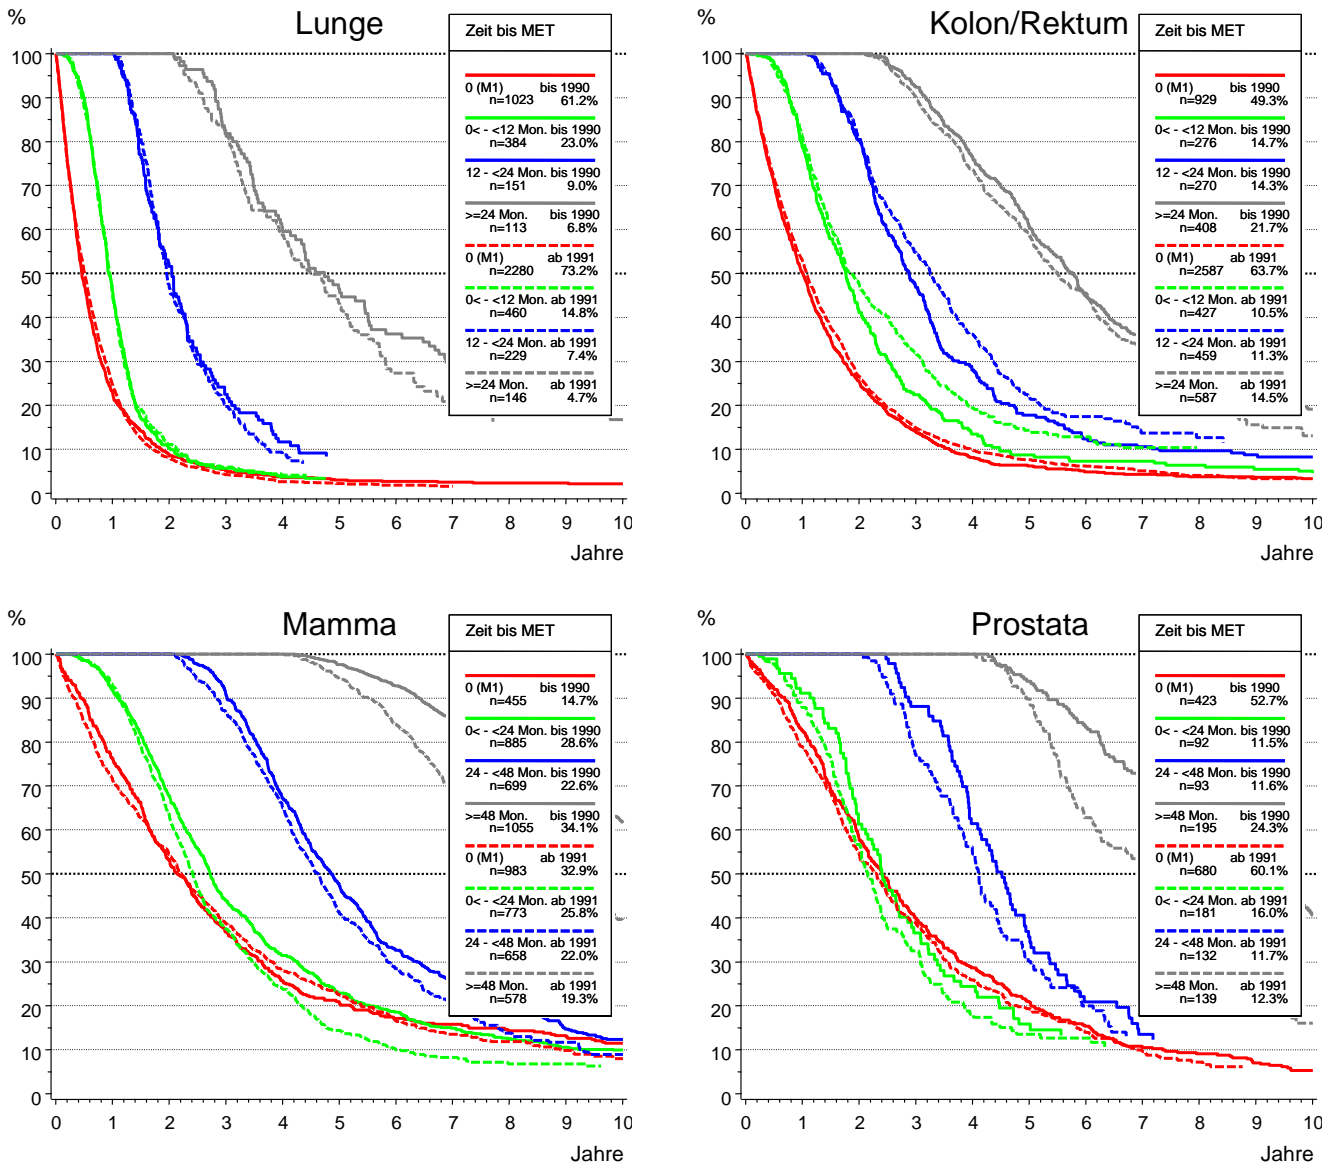 %
Lunge
Zeit bis MET
0 (M1) bis 1990
n=1023 61.2%
0< - <12 Mon. bis 1990
n=384 23.0%
12 - <24 Mon. bis 1990
n=151 9.0%
>=24 Mon. bis 1990
n=113 6.8%
0 (M1) ab 1991
n=2280 73.2%
0< - <12 Mon. ab 1991
n=460 14.8%
12 - <24 Mon. ab 1991
n=229 7.4%
>=24 Mon. ab 1991
n=146 4.7%
100
90
80
70
60
50
40
30
20
10
0
0 1 2 3 4 5 6 7 8 9 10
Jahre
%
Kolon/Rektum
Zeit bis MET
0 (M1) bis 1990
n=929 49.3%
0< - <12 Mon. bis 1990
n=276 14.7%
12 - <24 Mon. bis 1990
n=270 14.3%
>=24 Mon. bis 1990
n=408 21.7%
0 (M1) ab 1991
n=2587 63.7%
0< - <12 Mon. ab 1991
n=427 10.5%
12 - <24 Mon. ab 1991
n=459 11.3%
>=24 Mon. ab 1991
n=587 14.5%
100
90
80
70
60
50
40
30
20
10
0
0 1 2 3 4 5 6 7 8 9 10
Jahre
%
Mamma
Zeit bis MET
0 (M1) bis 1990
n=455 14.7%
0< - <24 Mon. bis 1990
n=885 28.6%
24 - <48 Mon. bis 1990
n=699 22.6%
>=48 Mon. bis 1990
n=1055 34.1%
0 (M1) ab 1991
n=983 32.9%
0< - <24 Mon. ab 1991
n=773 25.8%
24 - <48 Mon. ab 1991
n=658 22.0%
>=48 Mon. ab 1991
n=578 19.3%
100
90
80
70
60
50
40
30
20
10
0
0 1 2 3 4 5 6 7 8 9 10
Jahre
%
Prostata
Zeit bis MET
0 (M1) bis 1990
n=423 52.7%
0< - <24 Mon. bis 1990
n=92 11.5%
24 - <48 Mon. bis 1990
n=93 11.6%
>=48 Mon. bis 1990
n=195 24.3%
0 (M1) ab 1991
n=680 60.1%
0< - <24 Mon. ab 1991
n=181 16.0%
24 - <48 Mon. ab 1991
n=132 11.7%
>=48 Mon. ab 1991
n=139 12.3%
100
90
80
70
60
50
40
30
20
10
0
0 1 2 3 4 5 6 7 8 9 10
Jahre